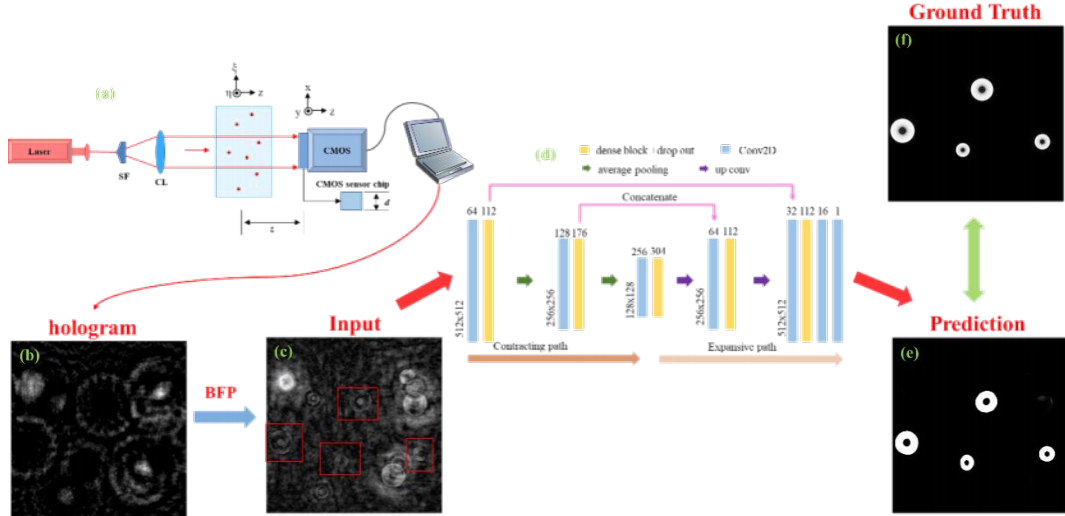 Ground Truth
(f)
(a)
ξ
η
z
x
y
z
Laser
SF
CL
CMOS
CMOS sensor chip
d
z
(d)
dense block + drop out
Conv2D
average pooling
up conv
Concatenate
64 112
128 176
256 304
64 112
32 112 16 1
512x512
256x256
128x128
256x256
512x512
Contracting path
Expansive path
hologram
(b)
BFP
Input
(c)
Prediction
(e)